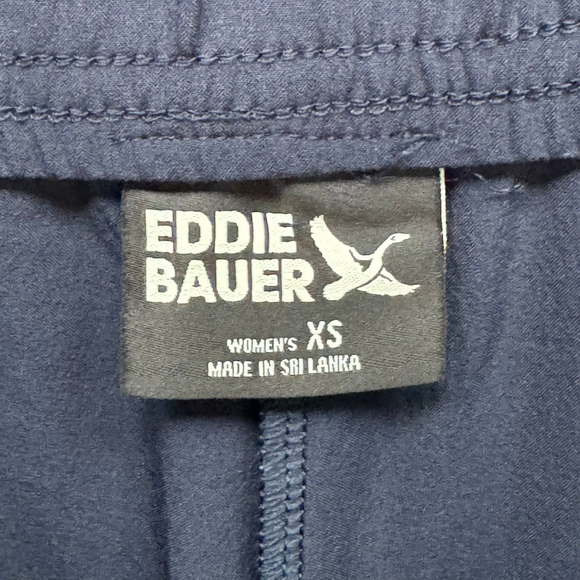 EDDIE
BAUER
WOMEN'S XS
MADE IN SRI LANKA